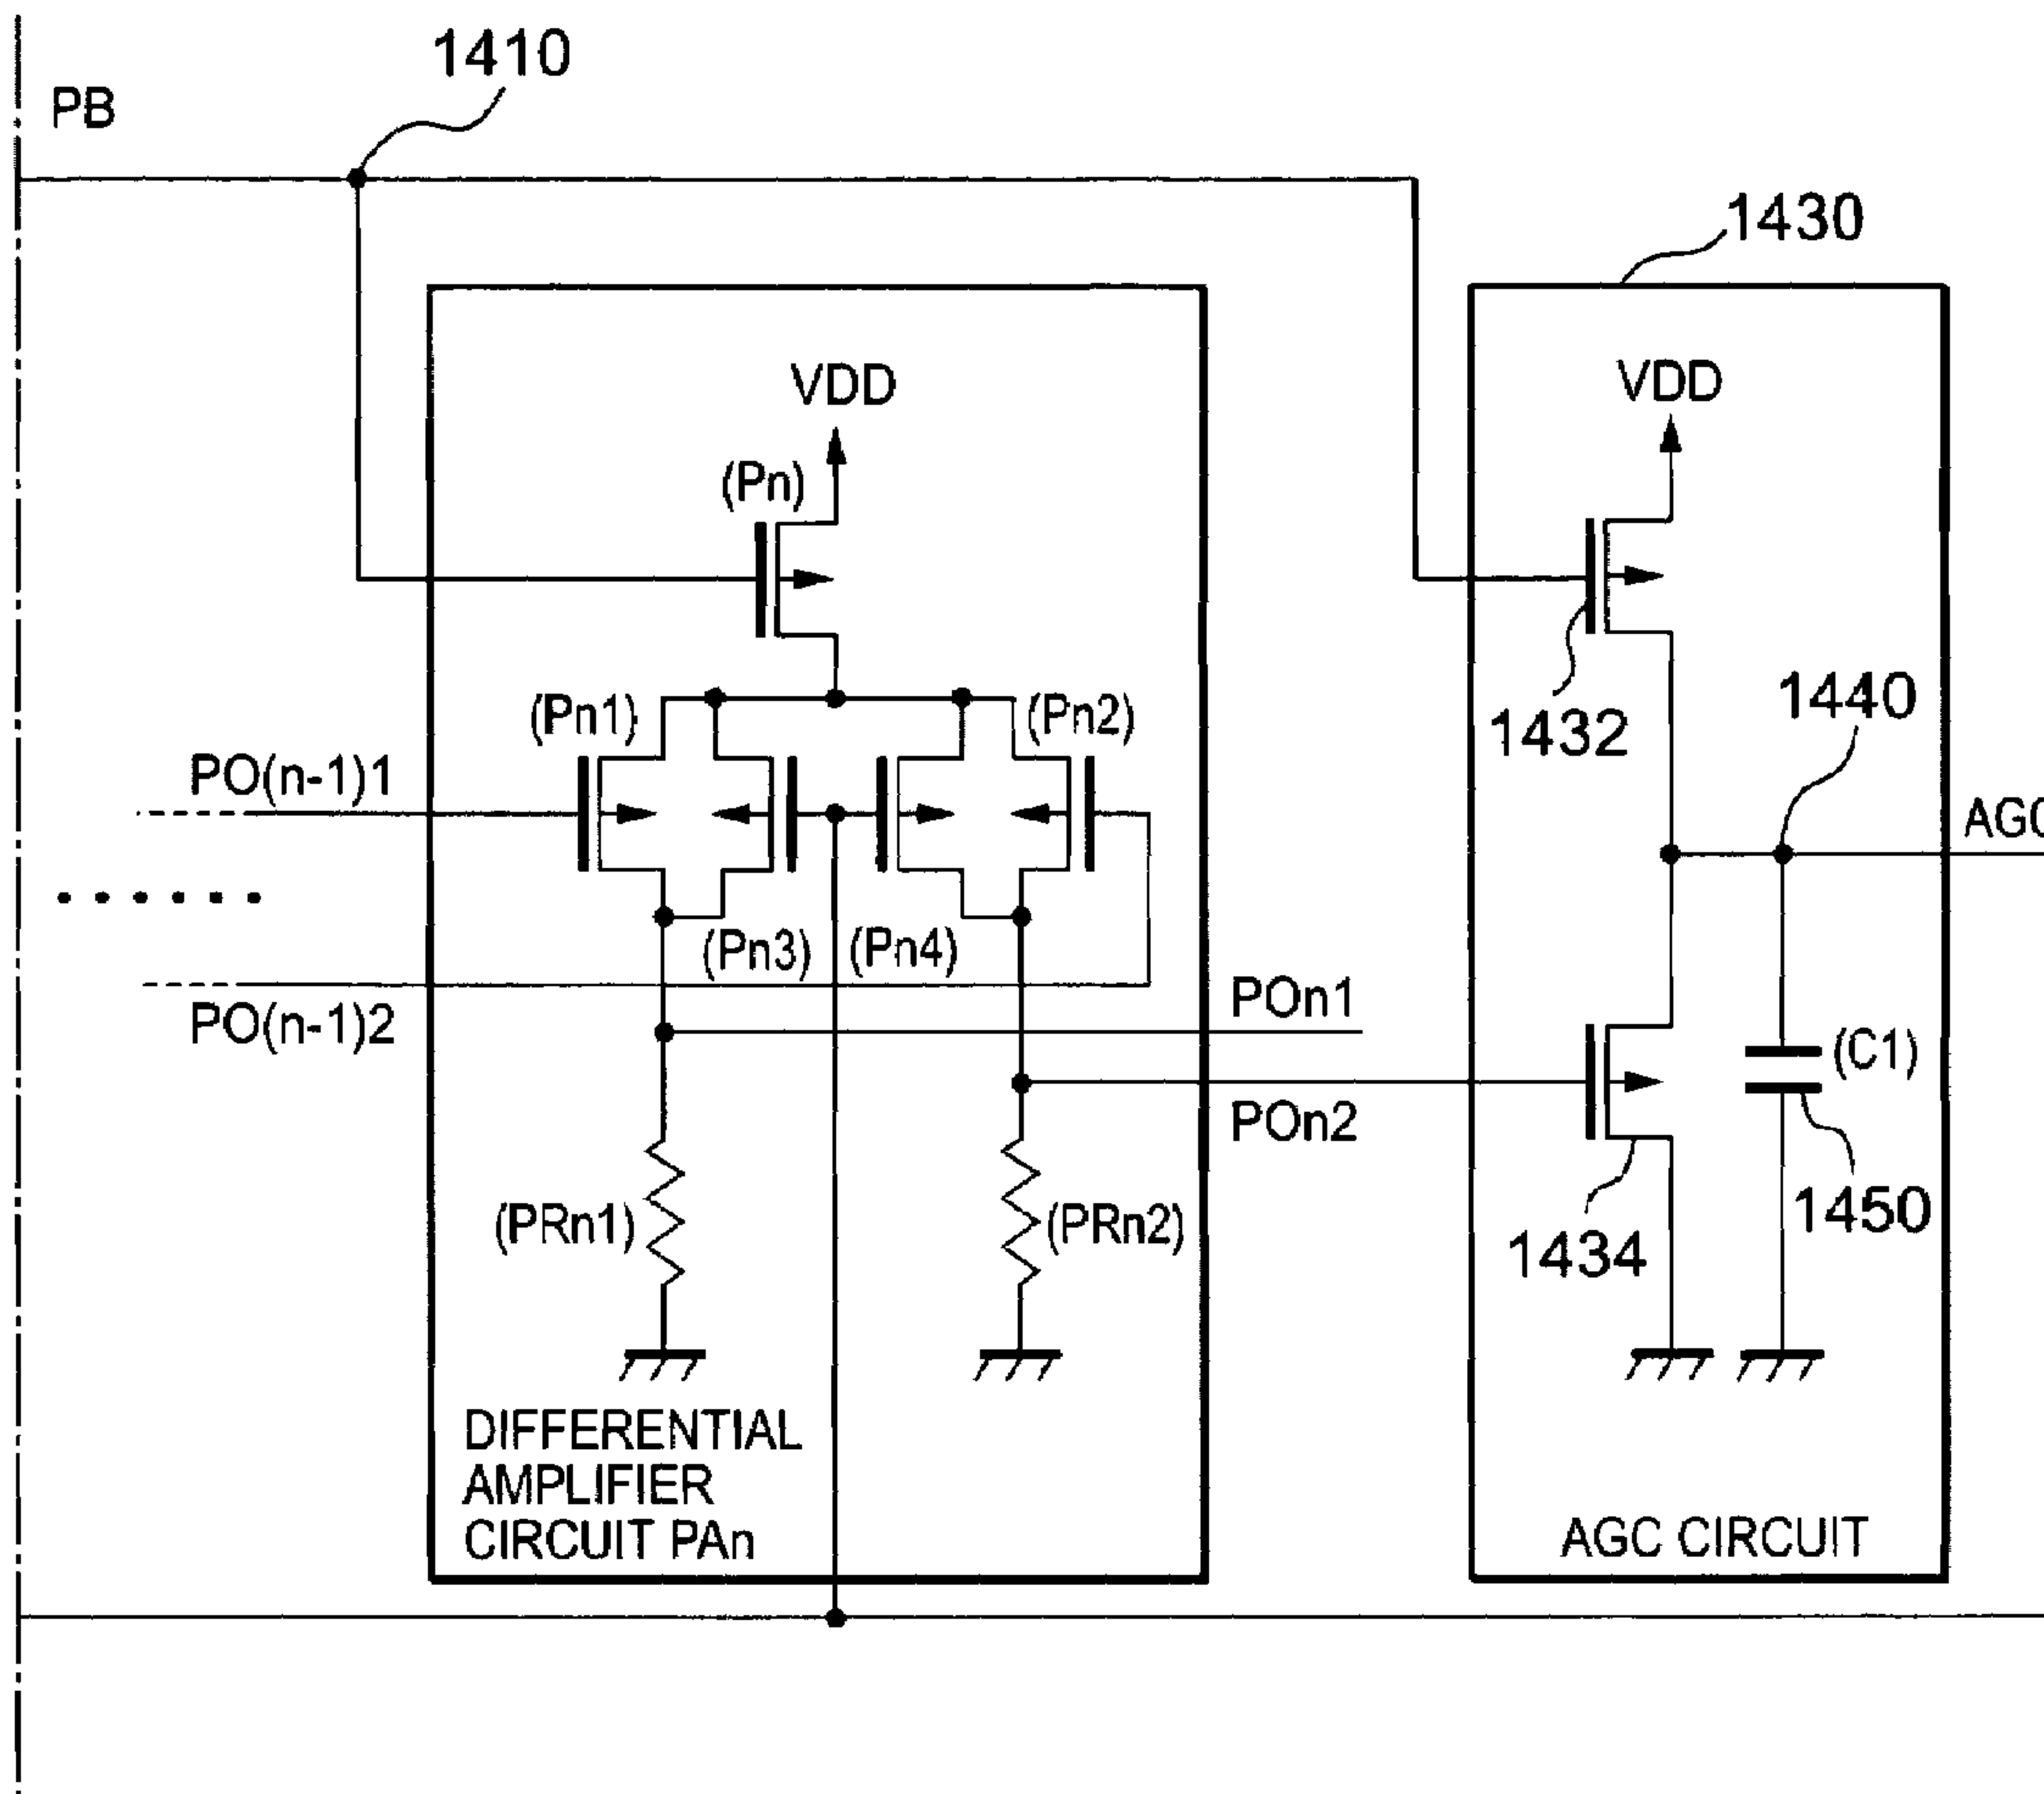 1410
PB
1430
VDD
VDD
(Pn)
(Pn1)
(Pn2)
1432
1440
PO(n-1)1
AGC
(Pn3)
(Pn4)
PO(n-1)2
POn1
(C1)
POn2
(PRn1)
(PRn2)
1434
1450
DIFFERENTIAL
AMPLIFIER
CIRCUIT PAn
AGC CIRCUIT